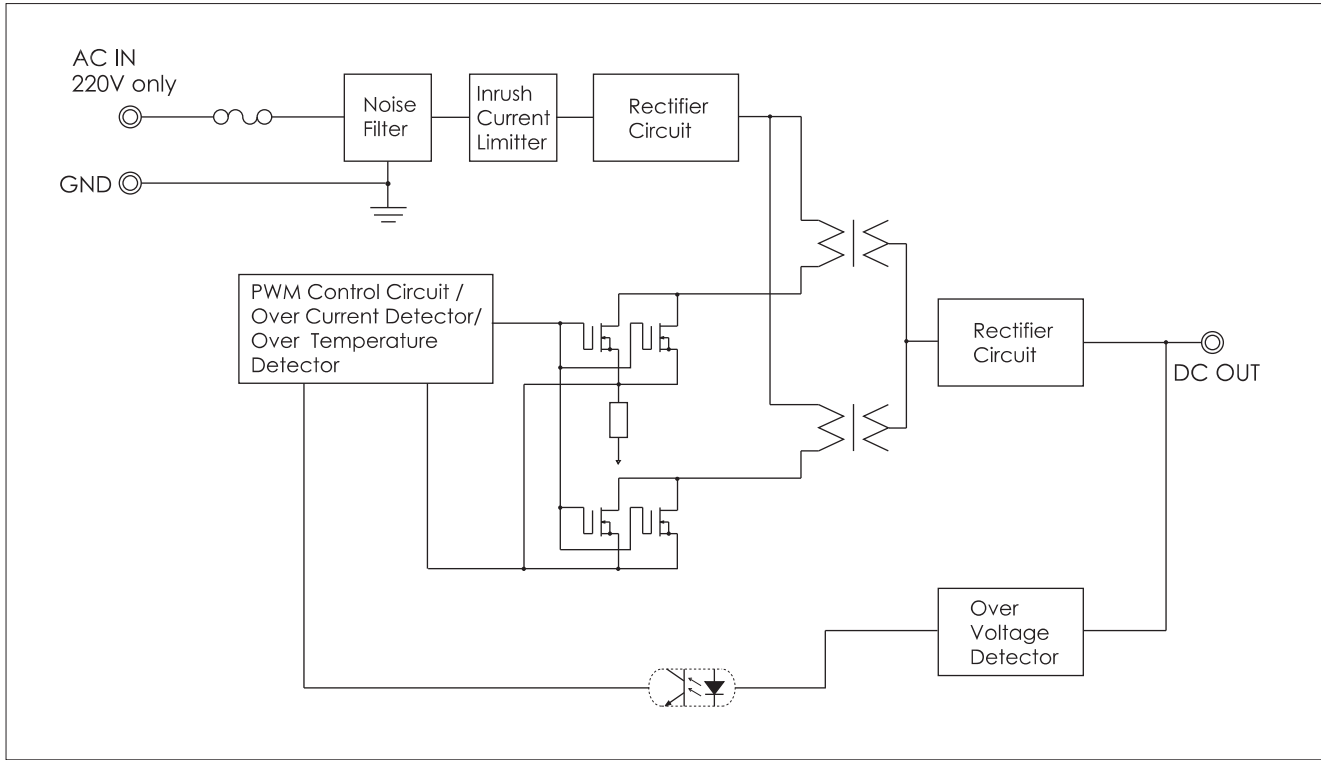 AC IN
220V only
Noise
Filter
Inrush
Current
Limitter
Rectifier
Circuit
GND
PWM Control Circuit /
Over Current Detector/
Over Temperature
Detector
Rectifier
Circuit
DC OUT
Over
Voltage
Detector